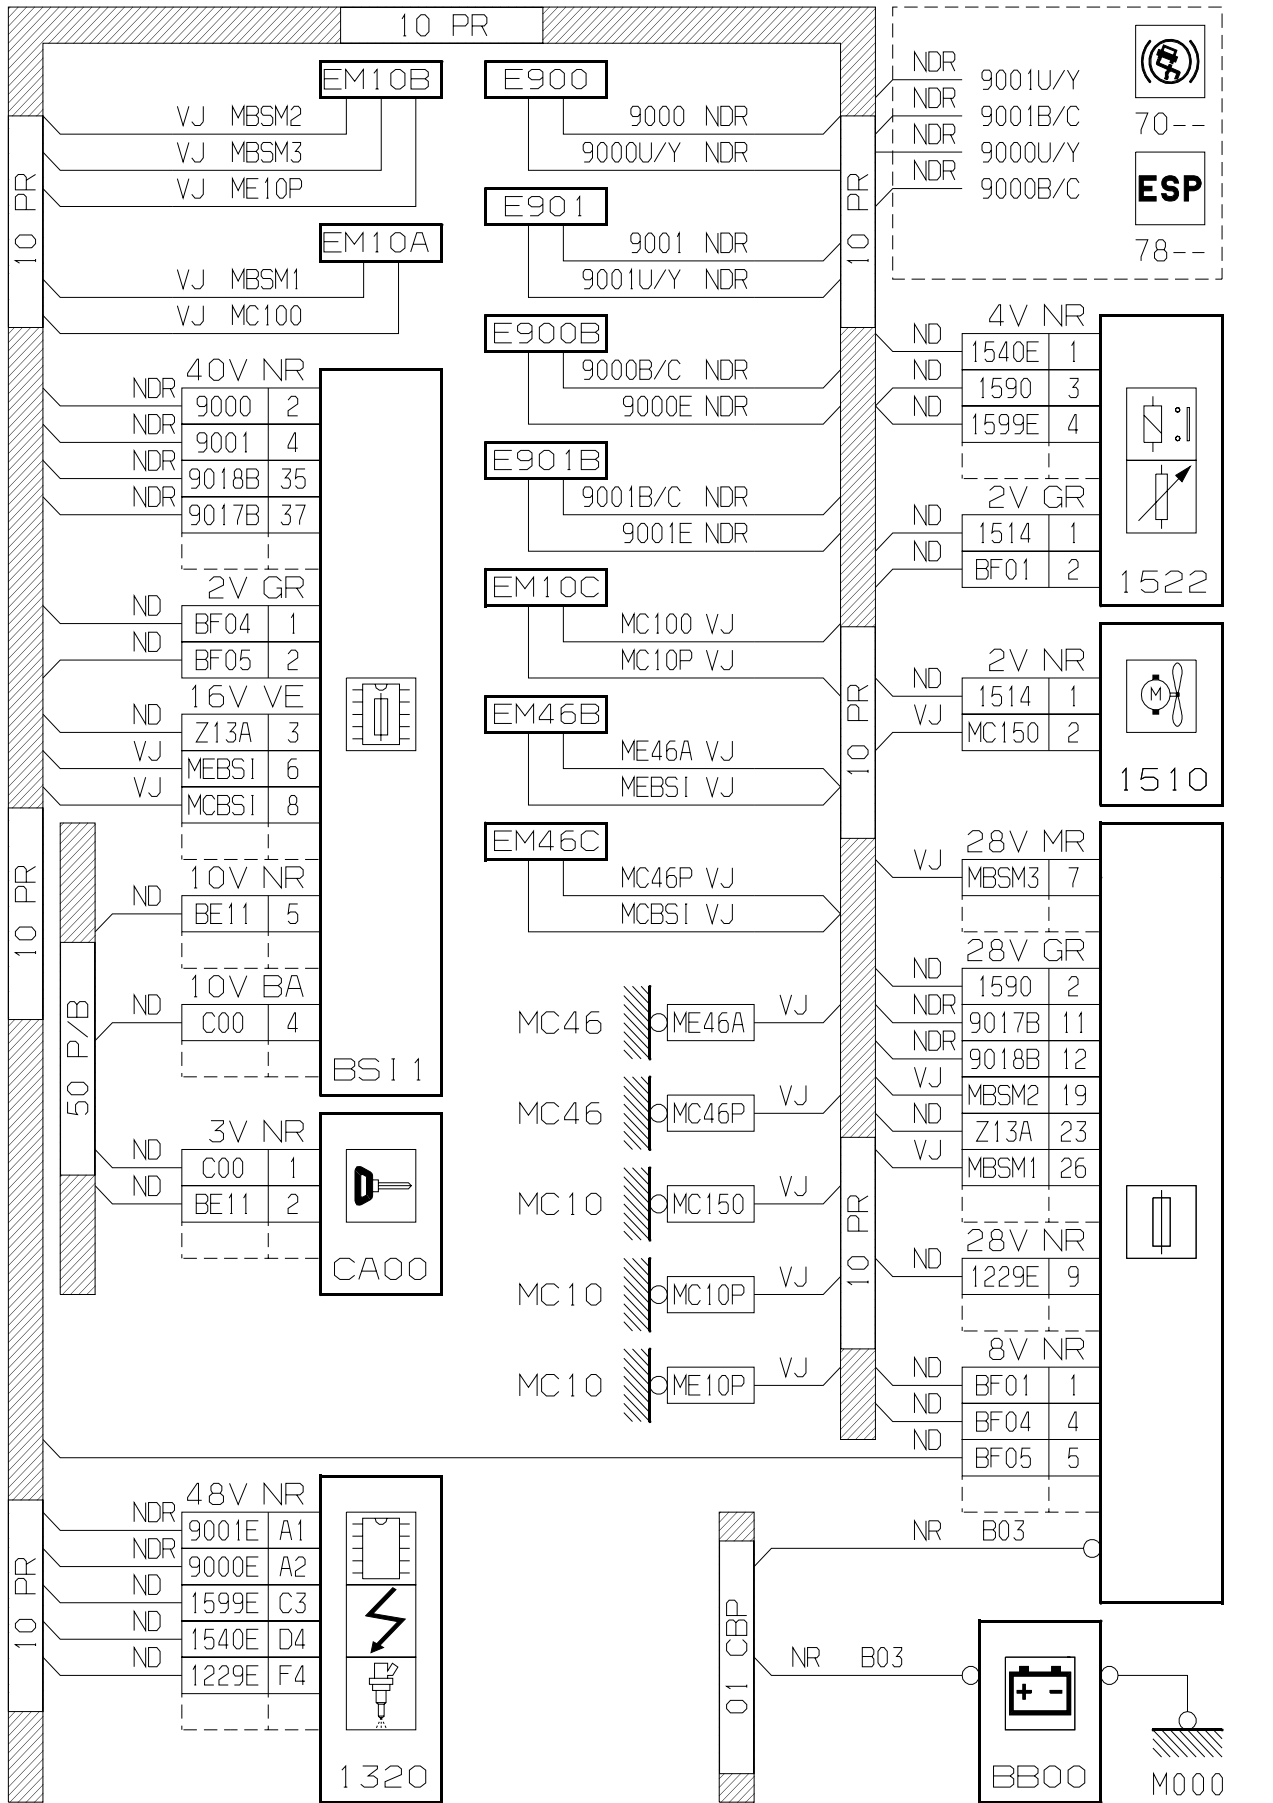 10 PR
EM10B
VJ MBSM2
VJ MBSM3
VJ ME10P
10 PR
EM10A
VJ MBSM1
VJ MC100
40V NR
NDR 9000 2
NDR 9001 4
NDR 9018B 35
NDR 9017B 37
2V GR
ND BF04 1
ND BF05 2
16V VE
ND Z13A 3
VJ MEBSI 6
VJ MCBSI 8
10V NR
ND BE11 5
10V BA
ND C00 4
BSI1
10 PR
50 P/B
3V NR
ND C00 1
ND BE11 2
CA00
48V NR
NDR 9001E A1
NDR 9000E A2
ND 1599E C3
ND 1540E D4
ND 1229E F4
1320
10 PR
E900
9000 NDR
9000U/Y NDR
E901
9001 NDR
9001U/Y NDR
E900B
9000B/C NDR
9000E NDR
E901B
9001B/C NDR
9001E NDR
EM10C
MC100 VJ
MC10P VJ
EM46B
ME46A VJ
MEBSI VJ
EM46C
MC46P VJ
MCBSI VJ
MC46 ME46A VJ
MC46 MC46P VJ
MC10 MC150 VJ
MC10 MC10P VJ
MC10 ME10P VJ
10 PR
10 PR
10 PR
NDR 9001U/Y
NDR 9001B/C
NDR 9000U/Y
NDR 9000B/C
70--
ESP
78--
4V NR
ND 1540E 1
ND 1590 3
ND 1599E 4
2V GR
ND 1514 1
ND BF01 2
1522
2V NR
ND 1514 1
VJ MC150 2
M
1510
28V MR
VJ MBSM3 7
28V GR
ND 1590 2
NDR 9017B 11
NDR 9018B 12
VJ MBSM2 19
ND Z13A 23
VJ MBSM1 26
28V NR
ND 1229E 9
8V NR
ND BF01 1
ND BF04 4
ND BF05 5
NR B03
01 CBP
NR B03
+ -
BB00
M000